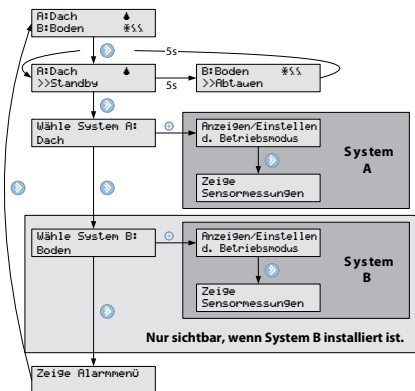 A:Dach
B:Boden
5s
A:Dach
>>Standby
5s
B:Boden
>>Abtauen
Wähle System A:
Dach
Anzeigen/Einstellen
d. Betriebsmodus
System
A
Zeige
Sensormessungen
Wähle System B:
Boden
Anzeigen/Einstellen
d. Betriebsmodus
System
B
Zeige
Sensormessungen
Nur sichtbar, wenn System B installiert ist.
Zeige Alarmmenü